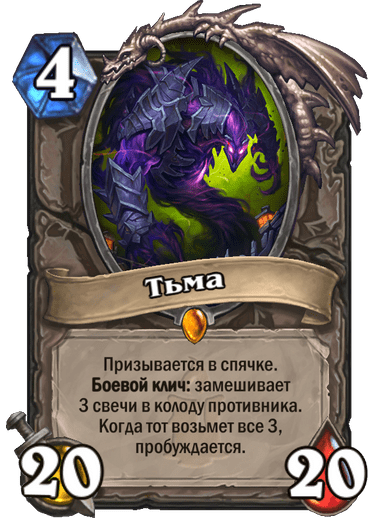 4
Тьма
Призывается в спячке.
Боевой клич: замешивает
3 свечи в колоду противника.
Когда тот возьмет все 3,
пробуждается.
20
20